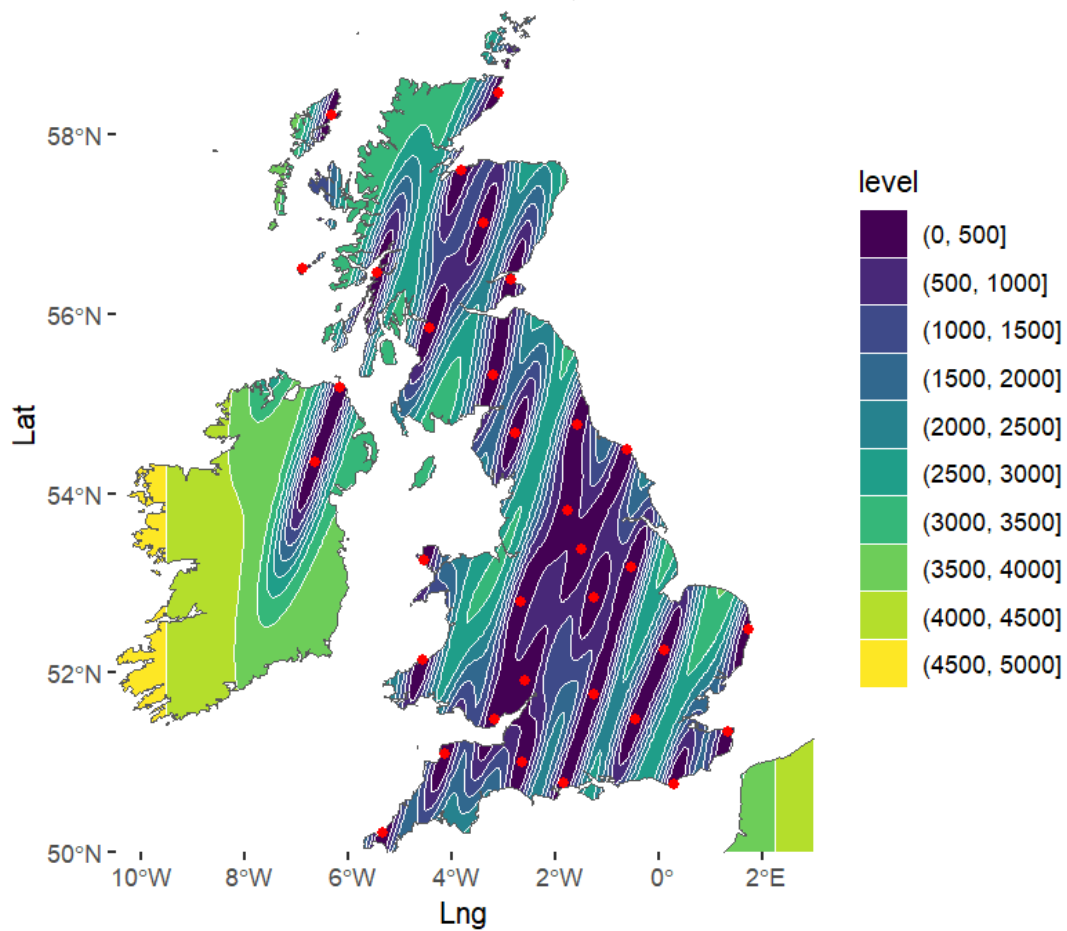 58°N
56°N
54°N
52°N
50°N
Lat
10°W 8°W 6°W 4°W 2°W 0° 2°E
Lng
level
(0, 500]
(500, 1000]
(1000, 1500]
(1500, 2000]
(2000, 2500]
(2500, 3000]
(3000, 3500]
(3500, 4000]
(4000, 4500]
(4500, 5000]